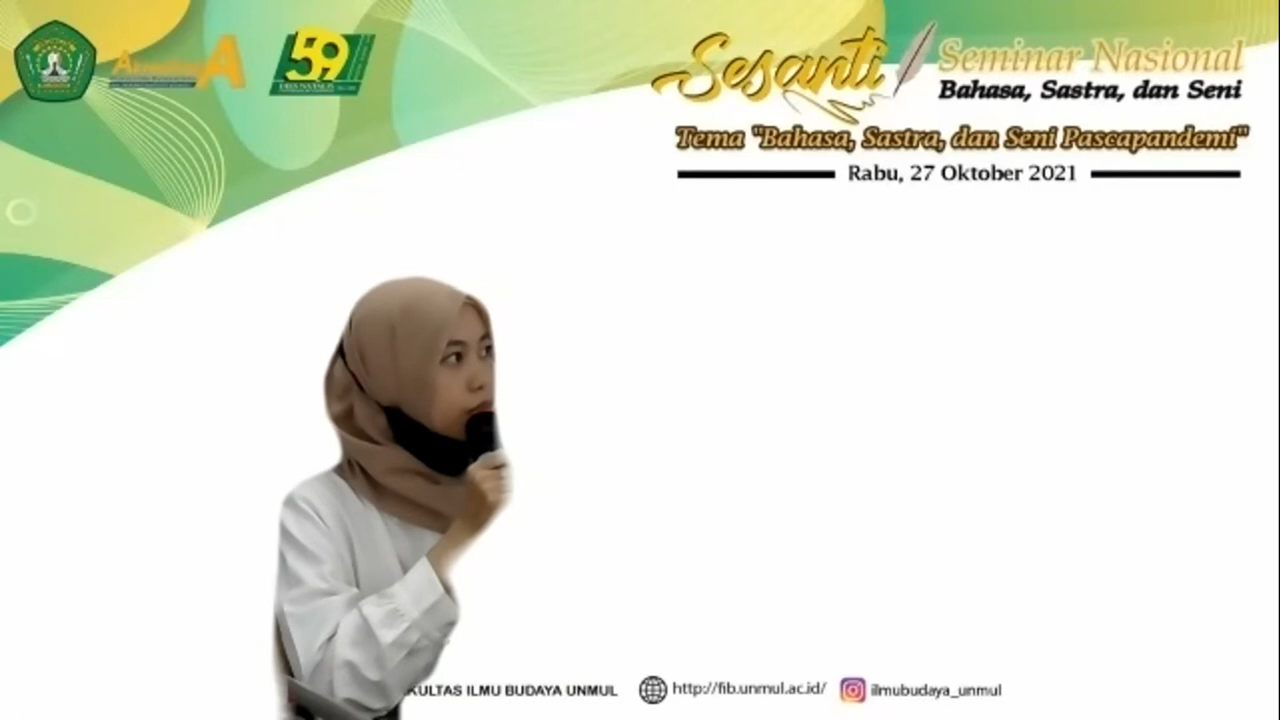 59
Sesanti
Seminar Nasional
Bahasa, Sastra, dan Seni
Tema "Bahasa, Sastra, dan Seni Pascapandemi"
Rabu, 27 Oktober 2021
KULTAS ILMU BUDAYA UNMUL
http://fib.unmul.ac.id/
ilmubudaya_unmul